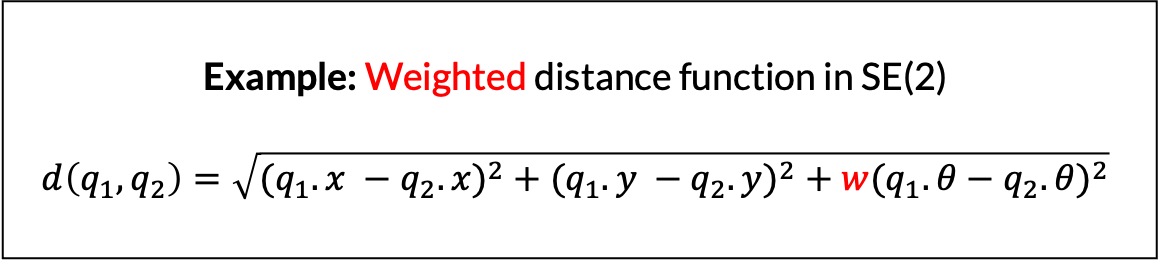 Example: Weighted distance function in SE(2)
d(q₁, q₂) = √(q₁.x − q₂.x)² + (q₁.y − q₂.y)² + w(q₁.θ − q₂.θ)²